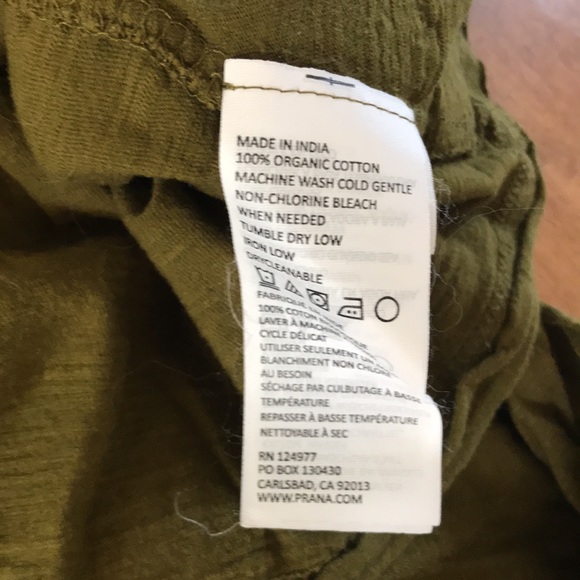 MADE IN INDIA
100% ORGANIC COTTON
MACHINE WASH COLD GENTLE
NON-CHLORINE BLEACH
WHEN NEEDED
TUMBLE DRY LOW
IRON LOW
DRYCLEANABLE
FABRIQUÉ EN
100% COTON
LAVER À MACHINE
CYCLE DÉLICAT
UTILISER SEULEMENT UN
BLANCHIMENT NON
AU BESOIN
SÉCHAGE PAR CULBUTAGE À BASSE
TEMPÉRATURE
REPASSER À BASSE TEMPÉRATURE
NETTOYABLE À SEC
RN 124977
PO BOX 130430
CARLSBAD, CA 92013
WWW.PRANA.COM